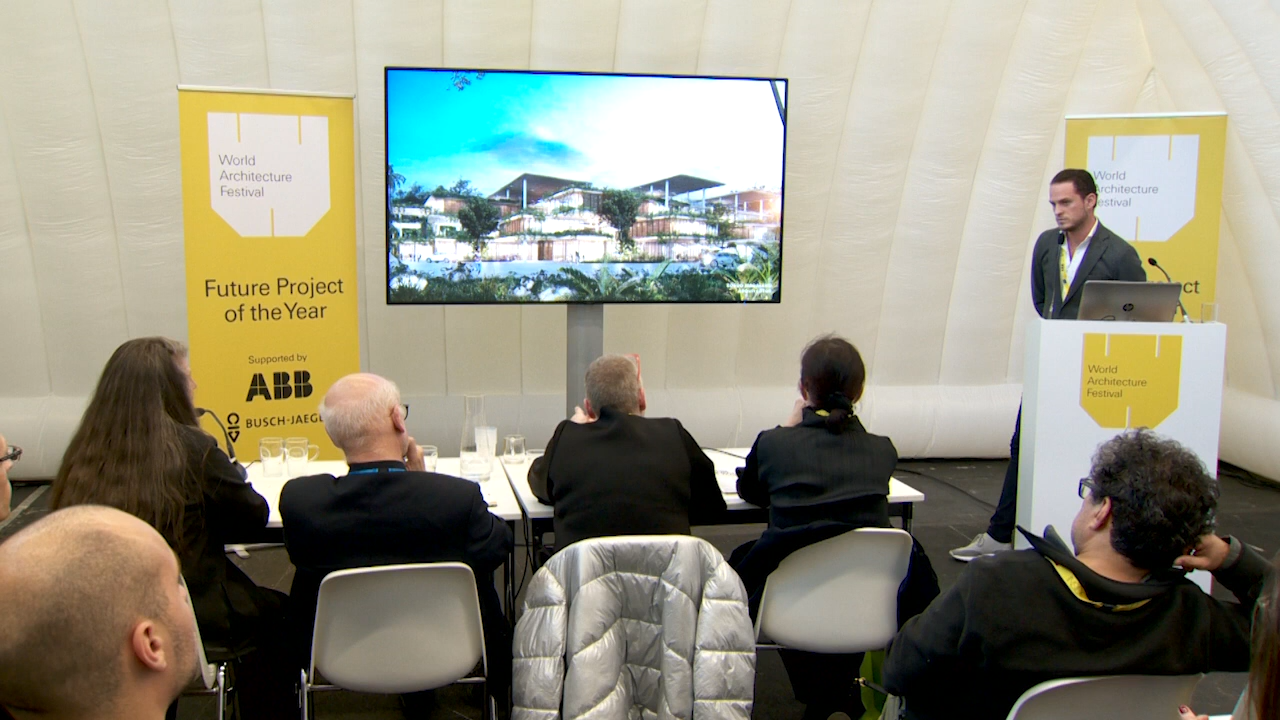 World
Architecture
Festival
Future Project
of the Year
Supported by
ABB
BUSCH-JAEGE
World
Architecture
Festival
World
Architecture
Festival
hp